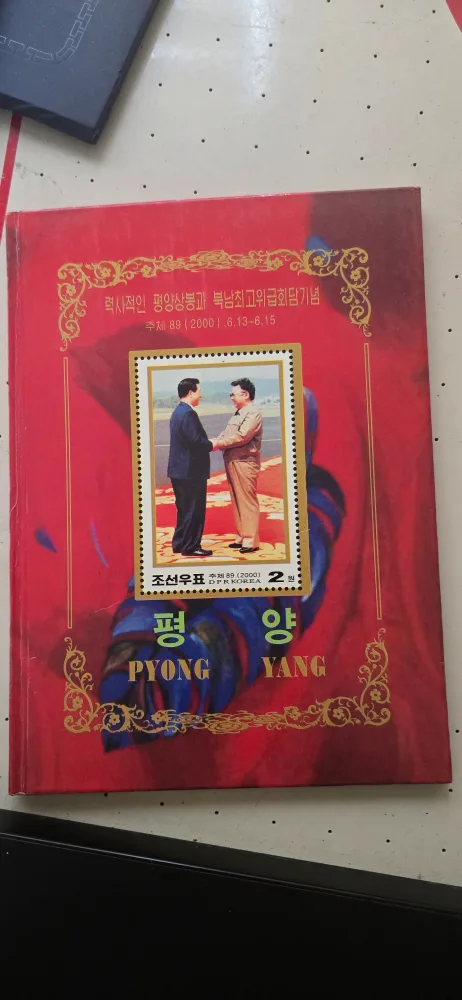 력사적인 평양상봉과 북남최고위급회담기념
주체 89 (2000) .6.13-6.15
조선우표 주체 89 (2000) DPR KOREA 2원
평 양
PYONG YANG